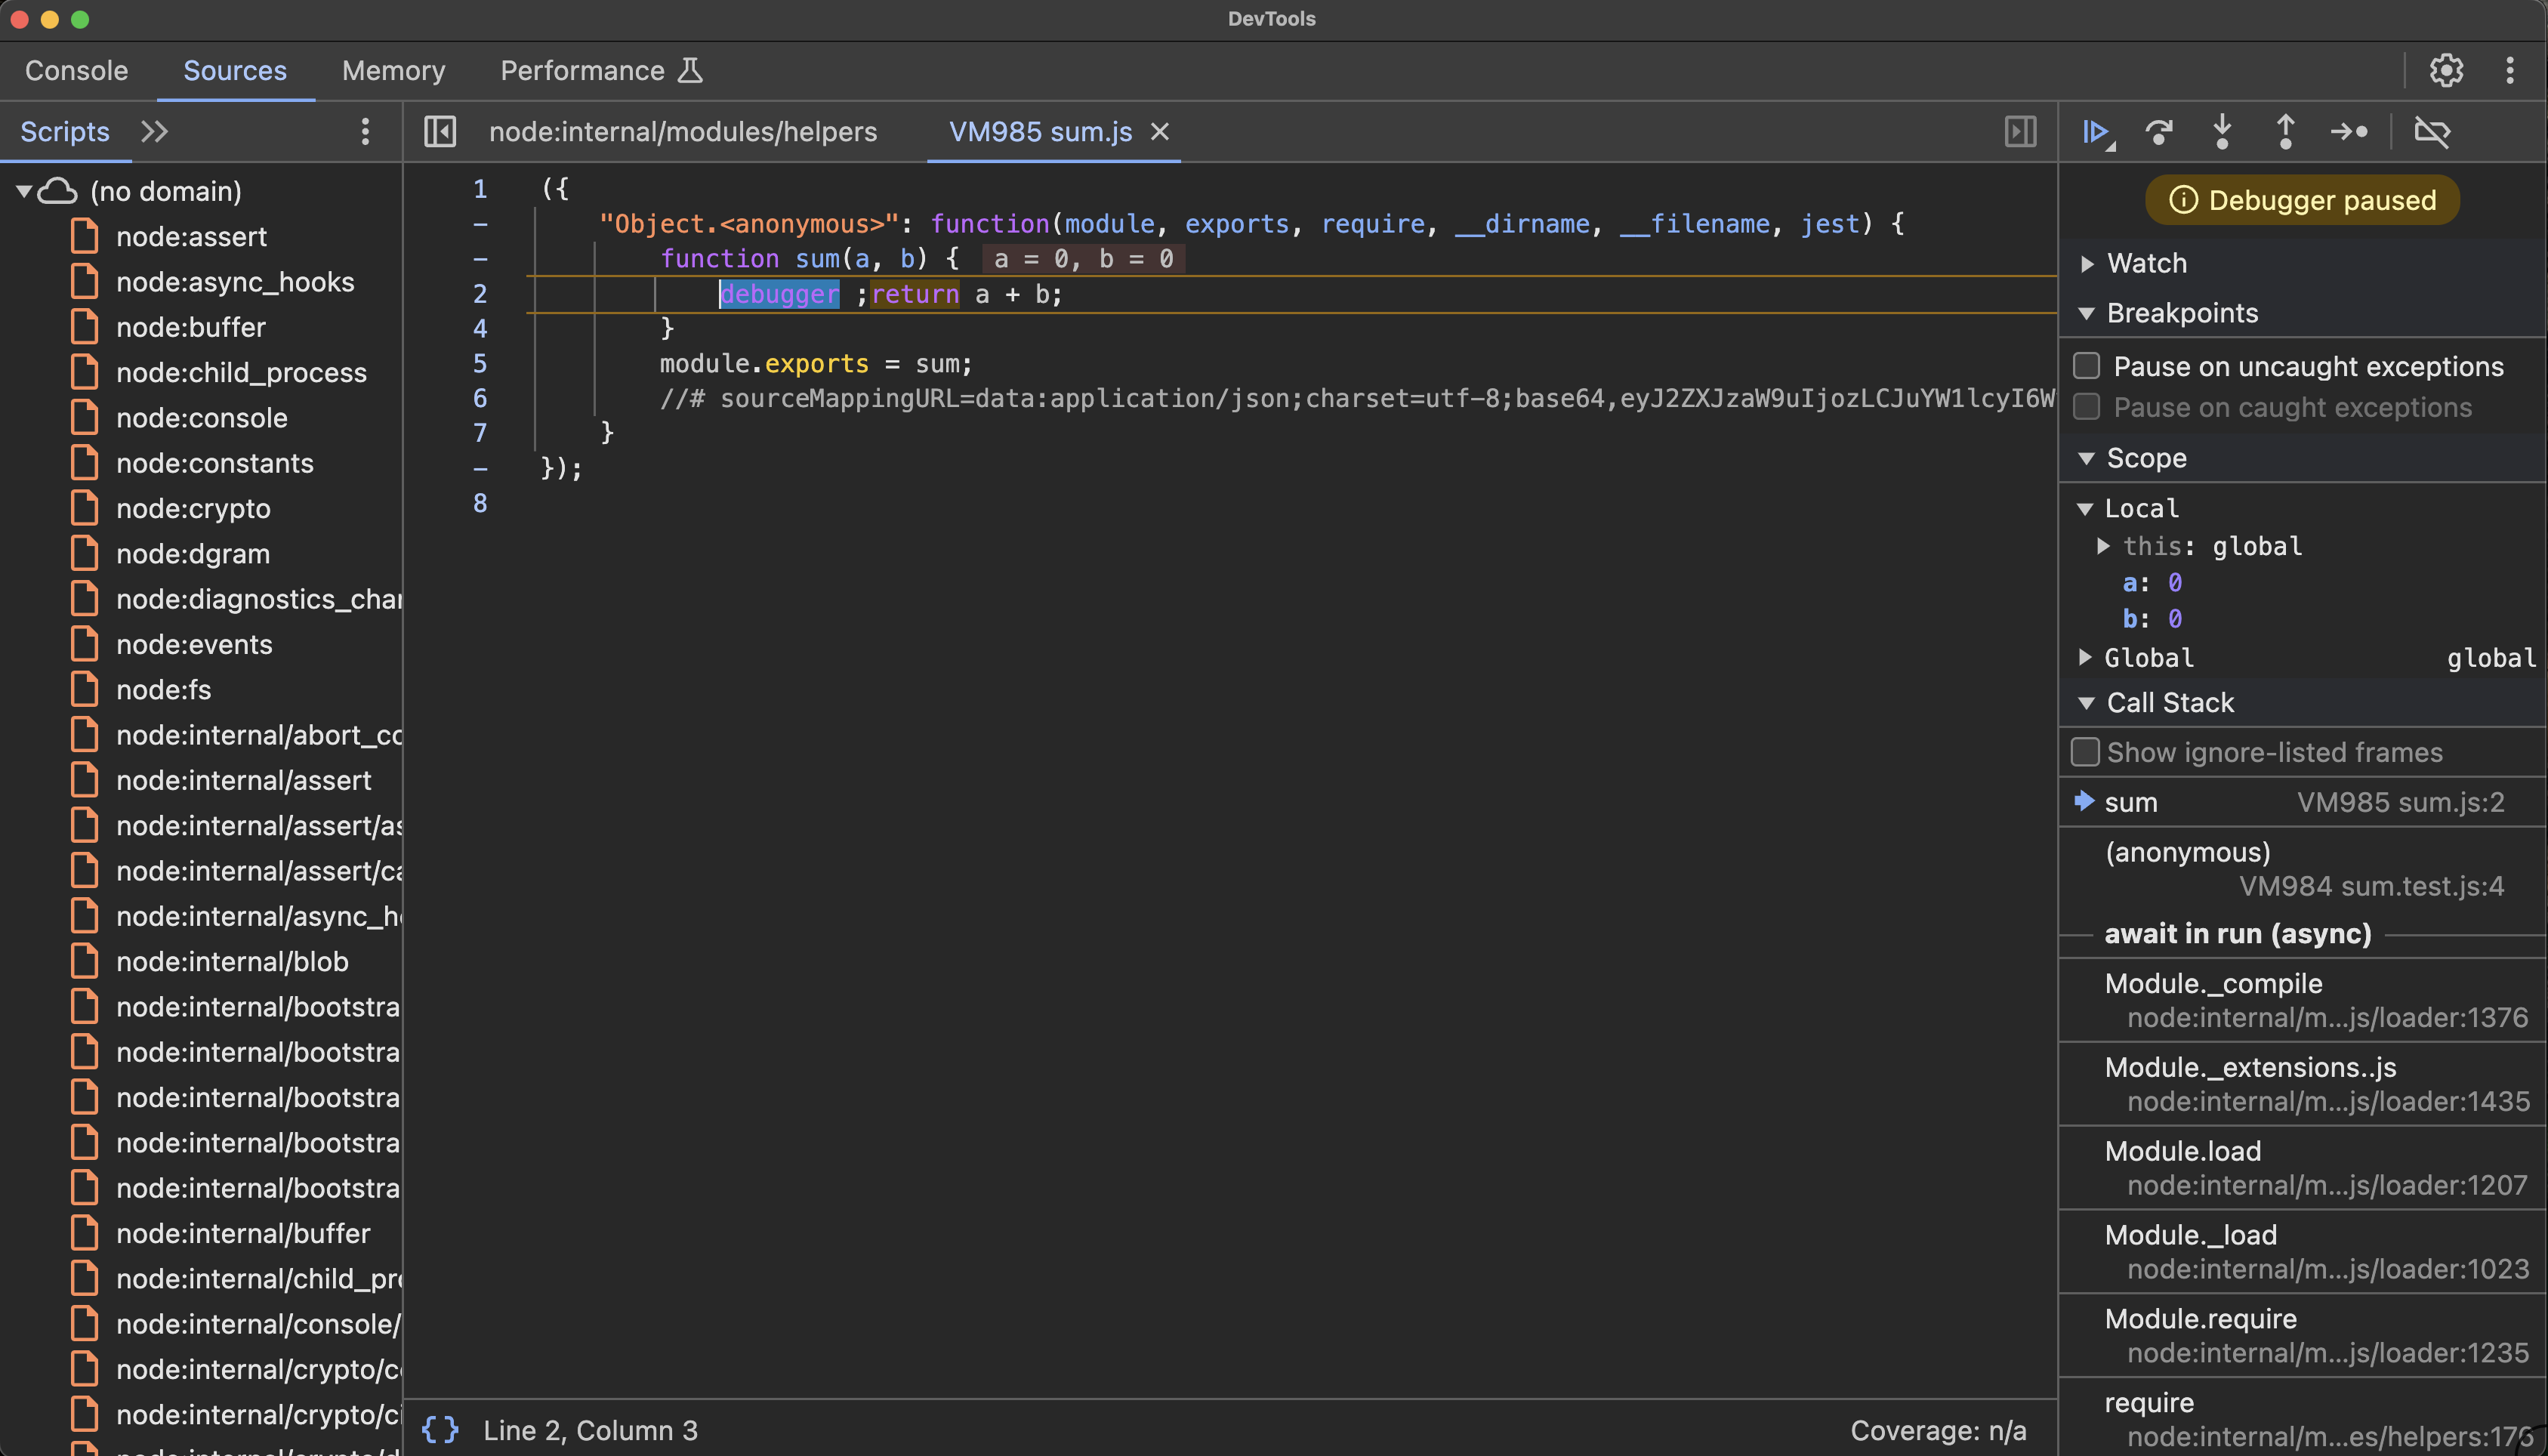 DevTools
Console Sources Memory Performance
Scripts
(no domain)
node:assert
node:async_hooks
node:buffer
node:child_process
node:console
node:constants
node:crypto
node:dgram
node:diagnostics_char
node:events
node:fs
node:internal/abort_co
node:internal/assert
node:internal/assert/as
node:internal/assert/ca
node:internal/async_h
node:internal/blob
node:internal/bootstra
node:internal/bootstra
node:internal/bootstra
node:internal/bootstra
node:internal/bootstra
node:internal/buffer
node:internal/child_pr
node:internal/console/
node:internal/crypto/c
node:internal/crypto/ci
node:internal/modules/helpers VM985 sum.js
1 ({
- "Object.<anonymous>": function(module, exports, require, __dirname, __filename, jest) {
- function sum(a, b) { a = 0, b = 0
2 debugger ;return a + b;
4 }
5 module.exports = sum;
6 //# sourceMappingURL=data:application/json;charset=utf-8;base64,eyJ2ZXJzaW9uIjozLCJuYW1lcyI6W
7 }
- });
8
{} Line 2, Column 3 Coverage: n/a
Debugger paused
Watch
Breakpoints
Pause on uncaught exceptions
Pause on caught exceptions
Scope
Local
this: global
a: 0
b: 0
Global global
Call Stack
Show ignore-listed frames
sum VM985 sum.js:2
(anonymous)
VM984 sum.test.js:4
await in run (async)
Module._compile
node:internal/m...js/loader:1376
Module._extensions..js
node:internal/m...js/loader:1435
Module.load
node:internal/m...js/loader:1207
Module._load
node:internal/m...js/loader:1023
Module.require
node:internal/m...js/loader:1235
require
node:internal/m...es/helpers:176